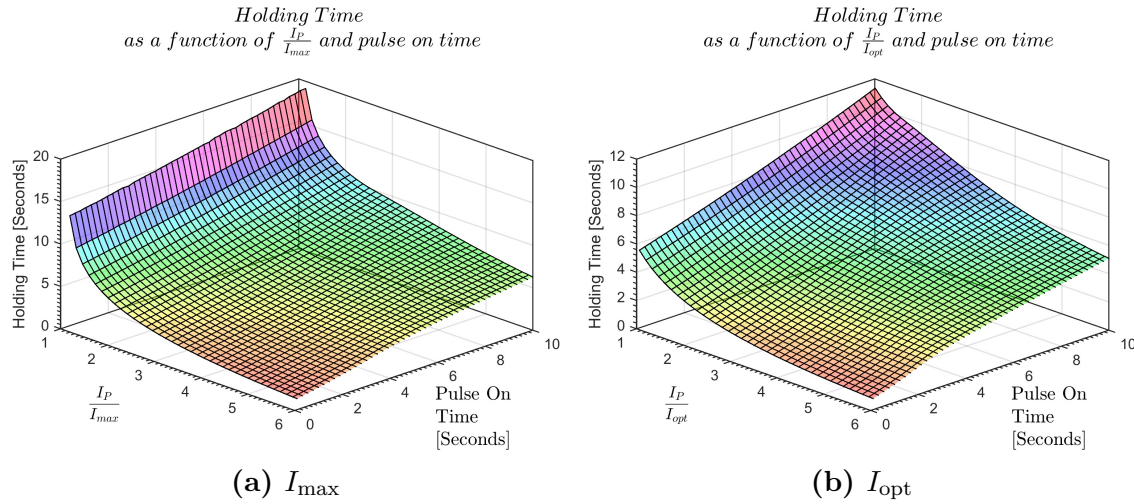 Holding Time
as a function of I_P/I_max and pulse on time
20
15
10
5
0
Holding Time [Seconds]
1
2
3
4
5
6
I_P/I_max
0
2
4
6
8
10
Pulse On
Time
[Seconds]
(a) I_max
Holding Time
as a function of I_P/I_opt and pulse on time
12
10
8
6
4
2
0
Holding Time [Seconds]
1
2
3
4
5
6
I_P/I_opt
0
2
4
6
8
10
Pulse On
Time
[Seconds]
(b) I_opt